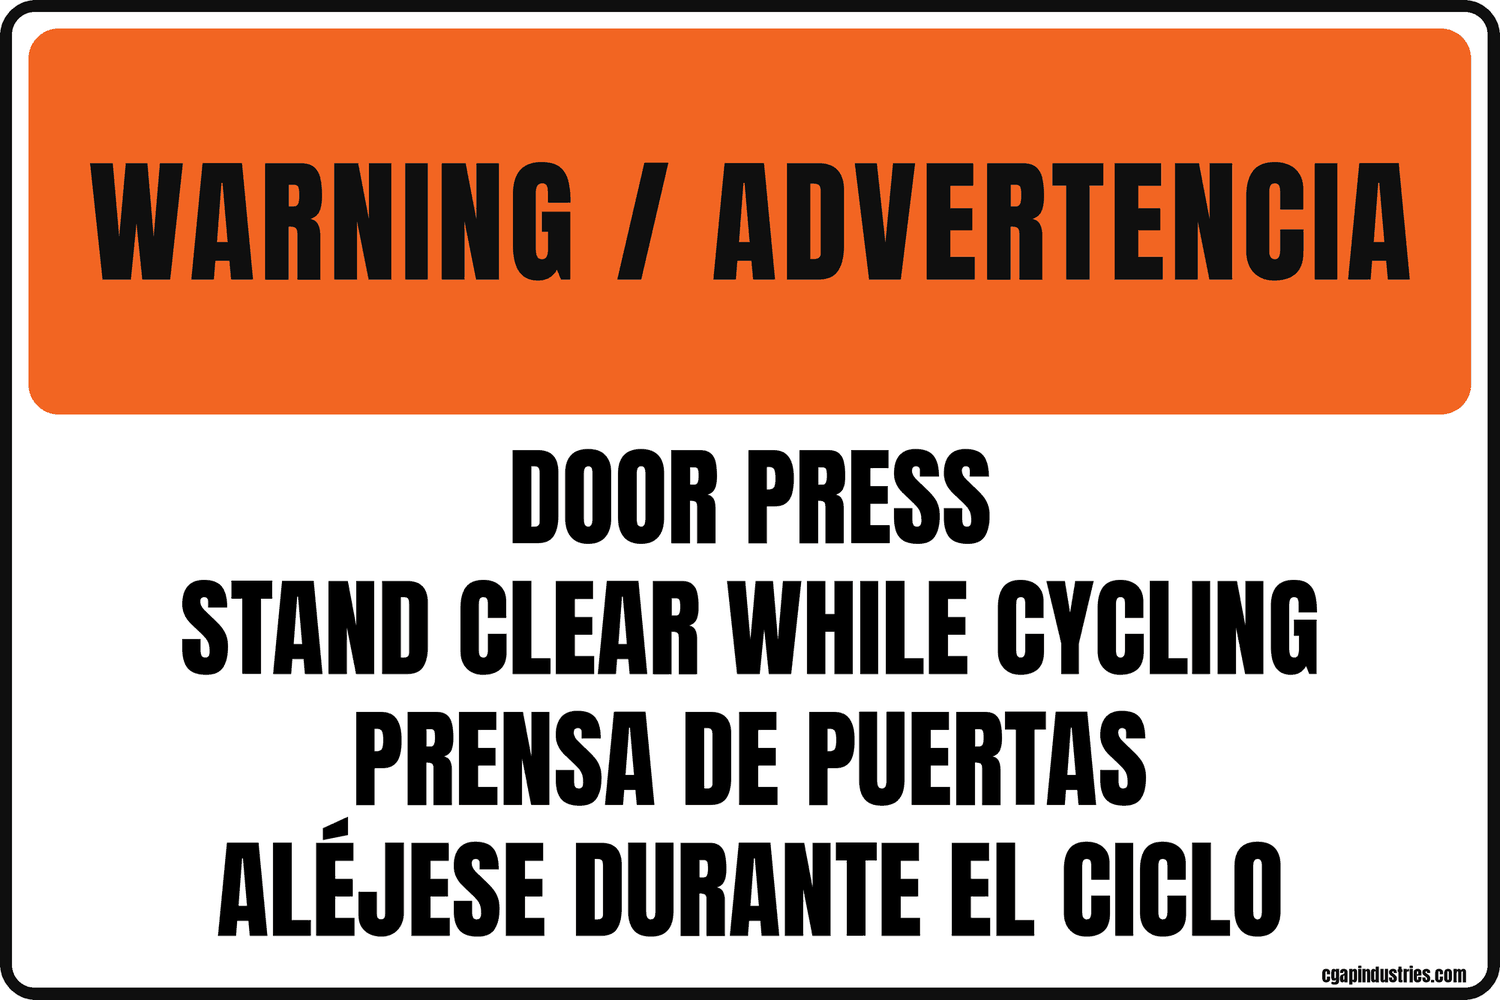 WARNING / ADVERTENCIA
DOOR PRESS
STAND CLEAR WHILE CYCLING
PRENSA DE PUERTAS
ALÉJESE DURANTE EL CICLO
cgapindustries.com